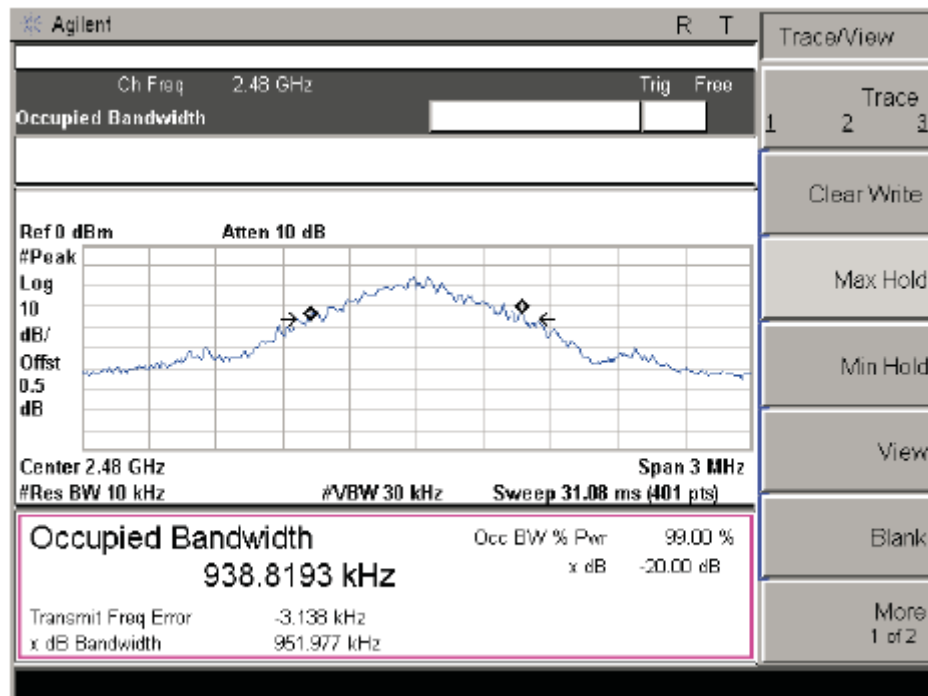 Agilent R T
Trace/View
Ch Freq 2.48 GHz Trig Free
Occupied Bandwidth
Trace
1 2 3
Clear Write
Max Hold
Min Hold
View
Blank
More
1 of 2
Ref 0 dBm Atten 10 dB
#Peak
Log
10
dB/
Offst
0.5
dB
Center 2.48 GHz Span 3 MHz
#Res BW 10 kHz #VBW 30 kHz Sweep 31.08 ms (401 pts)
Occupied Bandwidth Occ BW % Pwr 99.00 %
938.8193 kHz x dB -20.00 dB
Transmit Freq Error -3.138 kHz
x dB Bandwidth 951.977 kHz